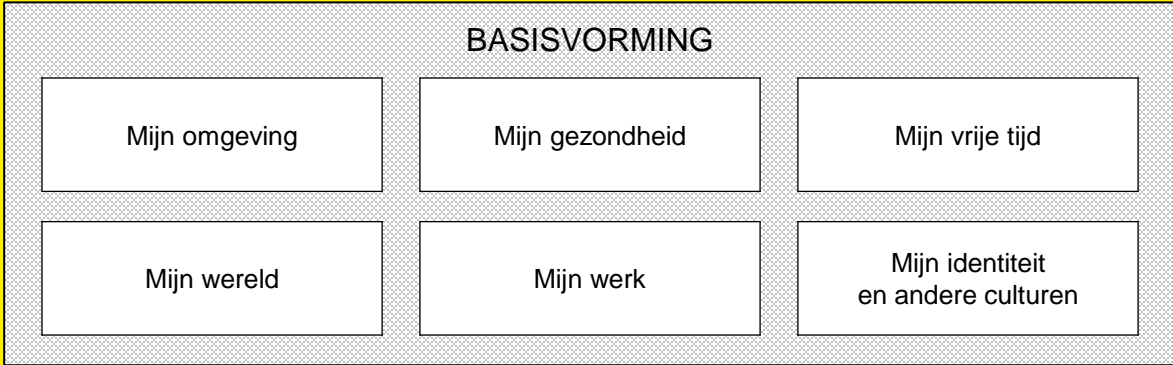 BASISVORMING
Mijn omgeving
Mijn gezondheid
Mijn vrije tijd
Mijn wereld
Mijn werk
Mijn identiteit
en andere culturen